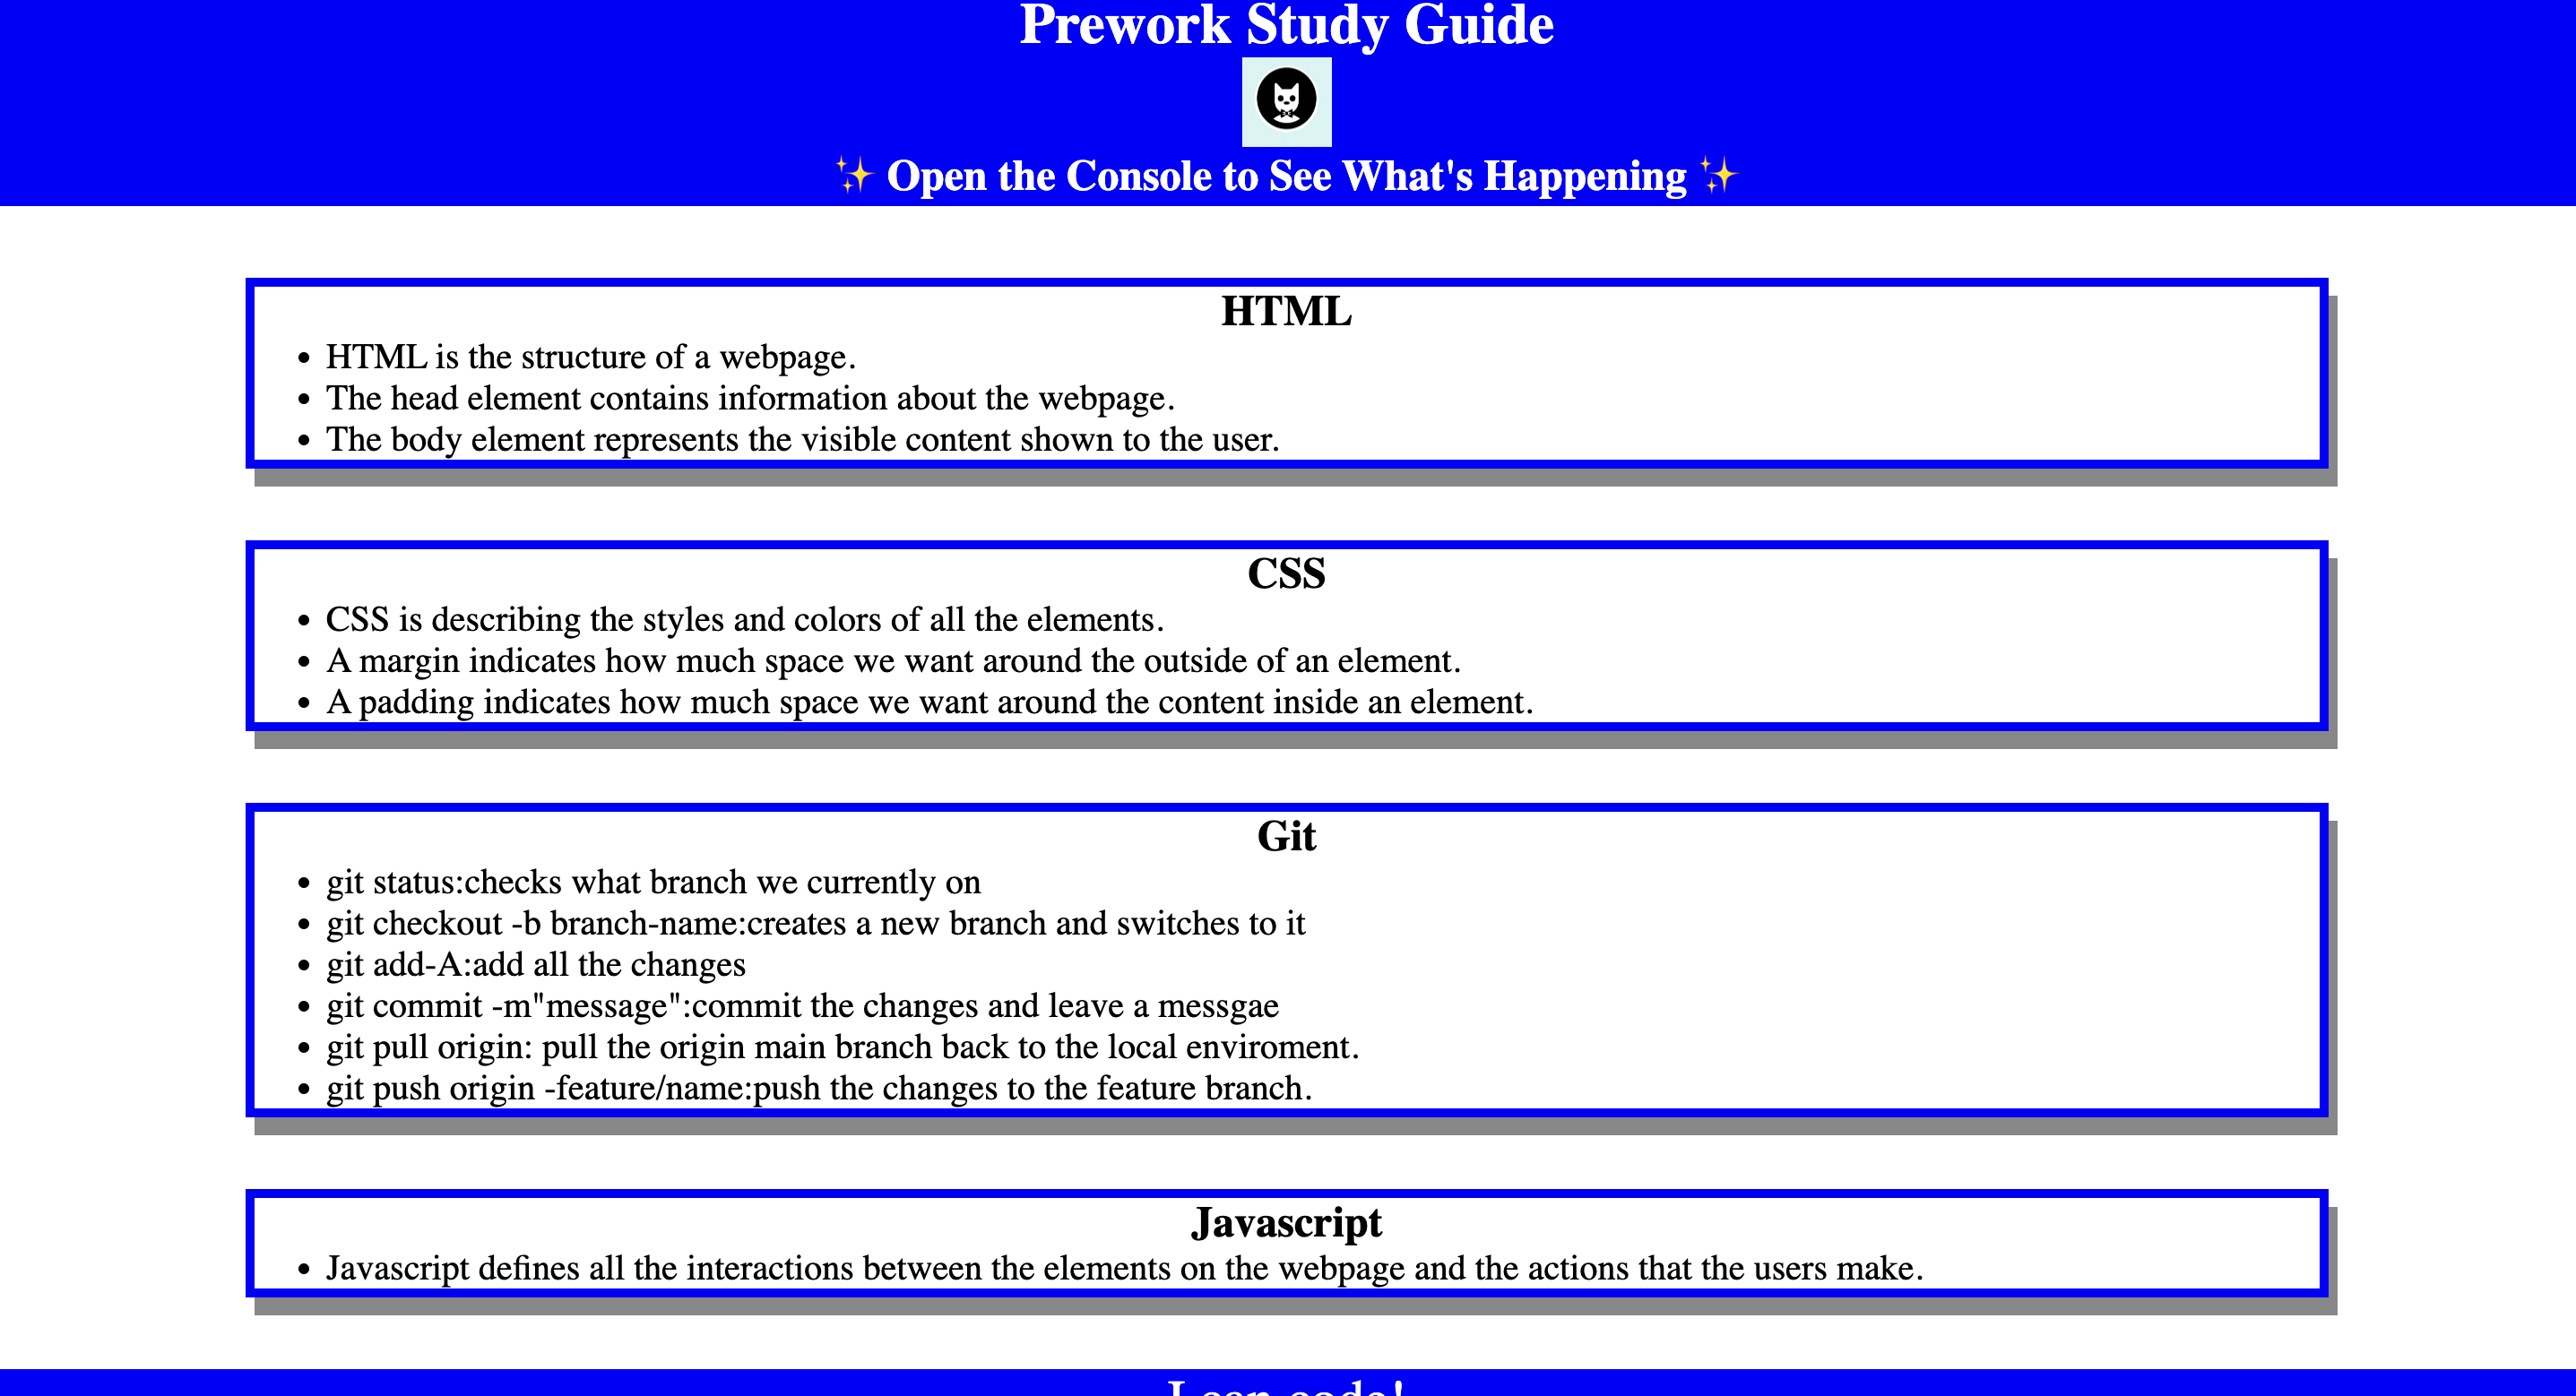 Prework Study Guide
✨ Open the Console to See What's Happening ✨
HTML
• HTML is the structure of a webpage.
• The head element contains information about the webpage.
• The body element represents the visible content shown to the user.
CSS
• CSS is describing the styles and colors of all the elements.
• A margin indicates how much space we want around the outside of an element.
• A padding indicates how much space we want around the content inside an element.
Git
• git status:checks what branch we currently on
• git checkout -b branch-name:creates a new branch and switches to it
• git add-A:add all the changes
• git commit -m"message":commit the changes and leave a messgae
• git pull origin: pull the origin main branch back to the local enviroment.
• git push origin -feature/name:push the changes to the feature branch.
Javascript
• Javascript defines all the interactions between the elements on the webpage and the actions that the users make.
I can code!